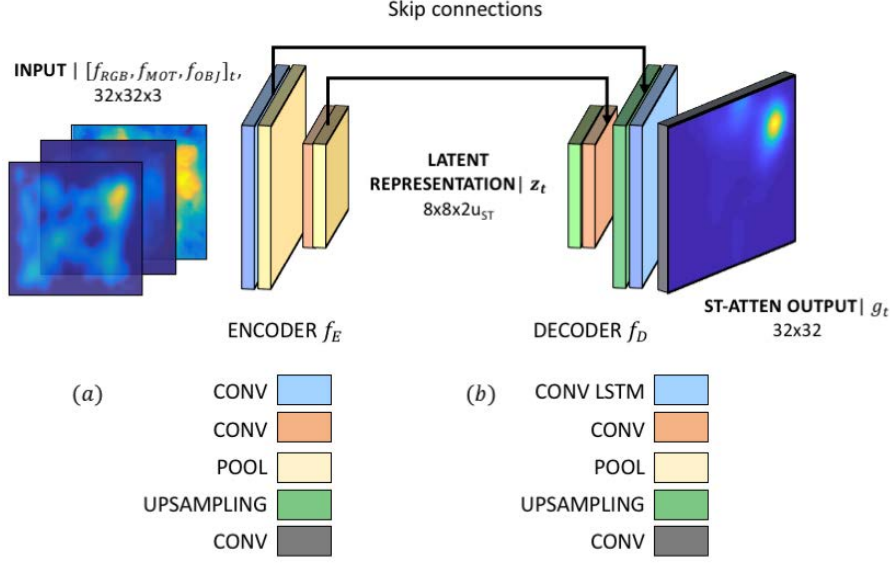 Skip connections
INPUT | [f_RGB, f_MOT, f_OBJ]_t,
32x32x3
LATENT
REPRESENTATION | z_t
8x8x2u_ST
ST-ATTEN OUTPUT | g_t
32x32
ENCODER f_E
DECODER f_D
(a)
CONV
CONV
POOL
UPSAMPLING
CONV
(b)
CONV LSTM
CONV
POOL
UPSAMPLING
CONV